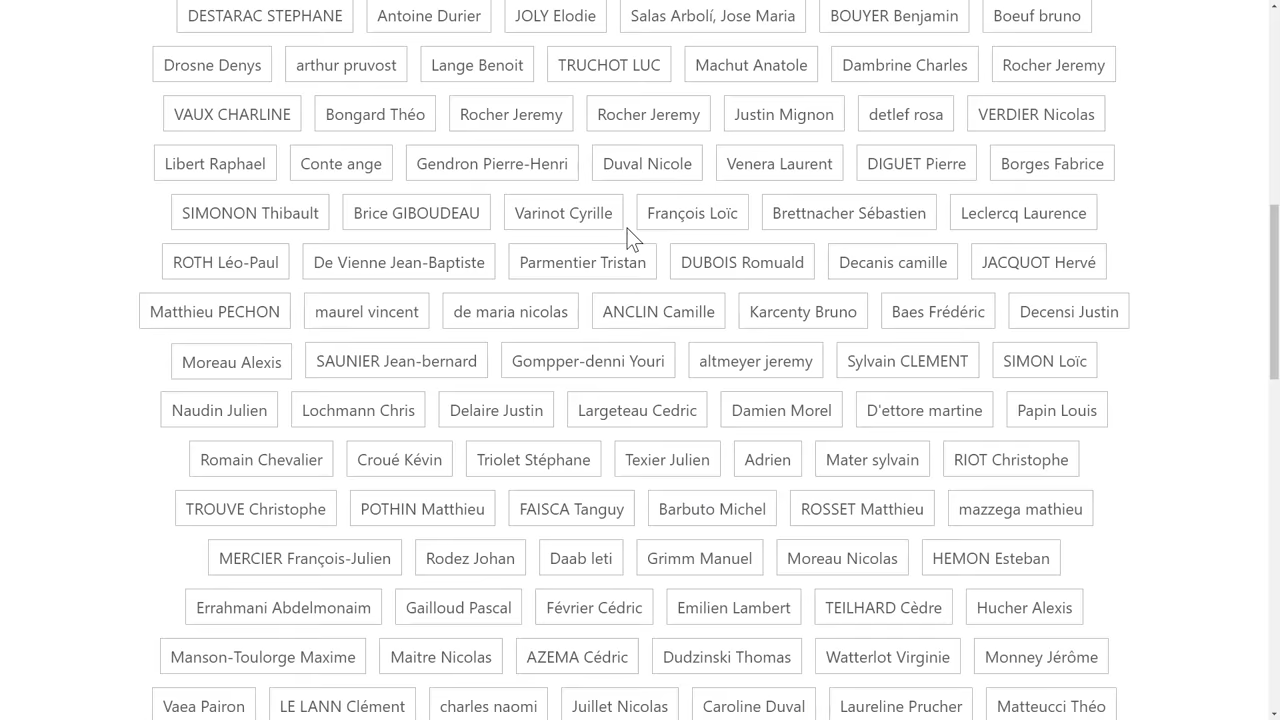 DESTARAC STEPHANE Antoine Durier JOLY Elodie Salas Arbolí, Jose Maria BOUYER Benjamin Boeuf bruno
Drosne Denys arthur pruvost Lange Benoit TRUCHOT LUC Machut Anatole Dambrine Charles Rocher Jeremy
VAUX CHARLINE Bongard Théo Rocher Jeremy Rocher Jeremy Justin Mignon detlef rosa VERDIER Nicolas
Libert Raphael Conte ange Gendron Pierre-Henri Duval Nicole Venera Laurent DIGUET Pierre Borges Fabrice
SIMONON Thibault Brice GIBOUDEAU Varinot Cyrille François Loïc Brettnacher Sébastien Leclercq Laurence
ROTH Léo-Paul De Vienne Jean-Baptiste Parmentier Tristan DUBOIS Romuald Decanis camille JACQUOT Hervé
Matthieu PECHON maurel vincent de maria nicolas ANCLIN Camille Karcenty Bruno Baes Frédéric Decensi Justin
Moreau Alexis SAUNIER Jean-bernard Gompper-denni Youri altmeyer jeremy Sylvain CLEMENT SIMON Loïc
Naudin Julien Lochmann Chris Delaire Justin Largeteau Cedric Damien Morel D'ettore martine Papin Louis
Romain Chevalier Croué Kévin Triolet Stéphane Texier Julien Adrien Mater sylvain RIOT Christophe
TROUVE Christophe POTHIN Matthieu FAISCA Tanguy Barbuto Michel ROSSET Matthieu mazzega mathieu
MERCIER François-Julien Rodez Johan Daab leti Grimm Manuel Moreau Nicolas HEMON Esteban
Errahmani Abdelmonaim Gailloud Pascal Février Cédric Emilien Lambert TEILHARD Cèdre Hucher Alexis
Manson-Toulorge Maxime Maitre Nicolas AZEMA Cédric Dudzinski Thomas Watterlot Virginie Monney Jérôme
Vaea Pairon LE LANN Clément charles naomi Juillet Nicolas Caroline Duval Laureline Prucher Matteucci Théo